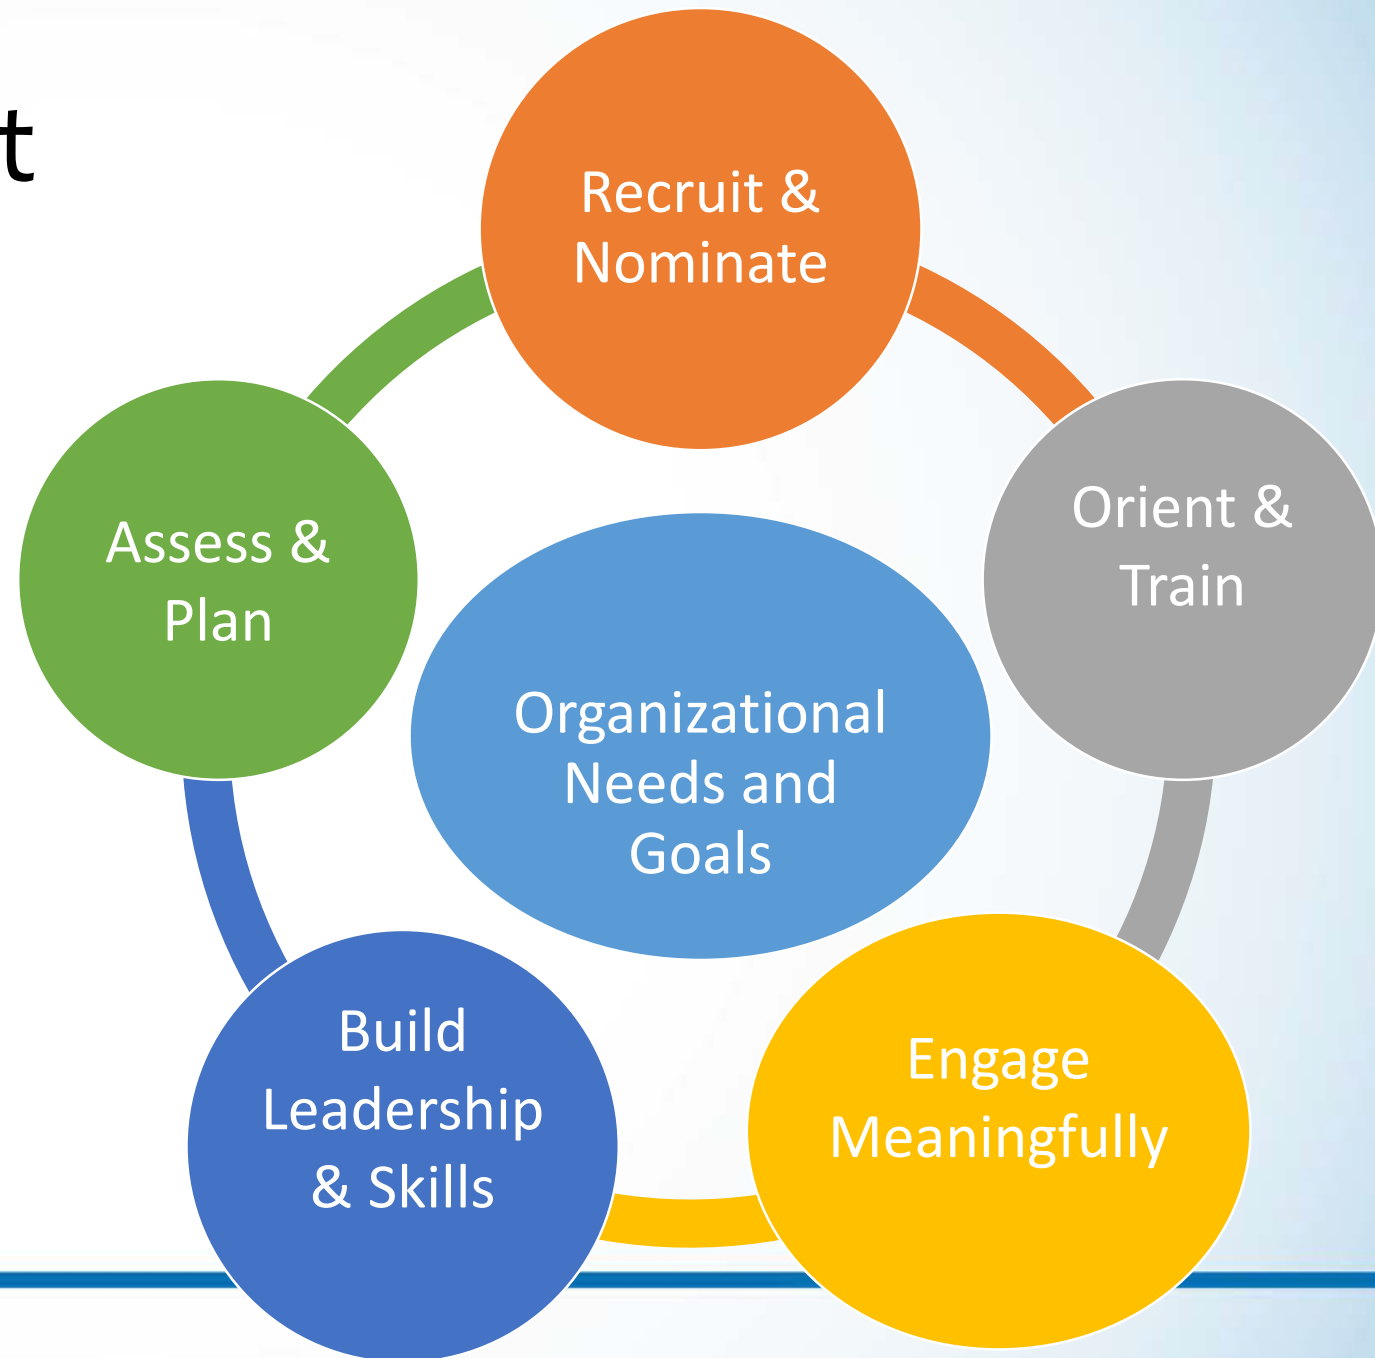 t
Recruit &
Nominate
Orient &
Train
Assess &
Plan
Organizational
Needs and
Goals
Build
Leadership
& Skills
Engage
Meaningfully